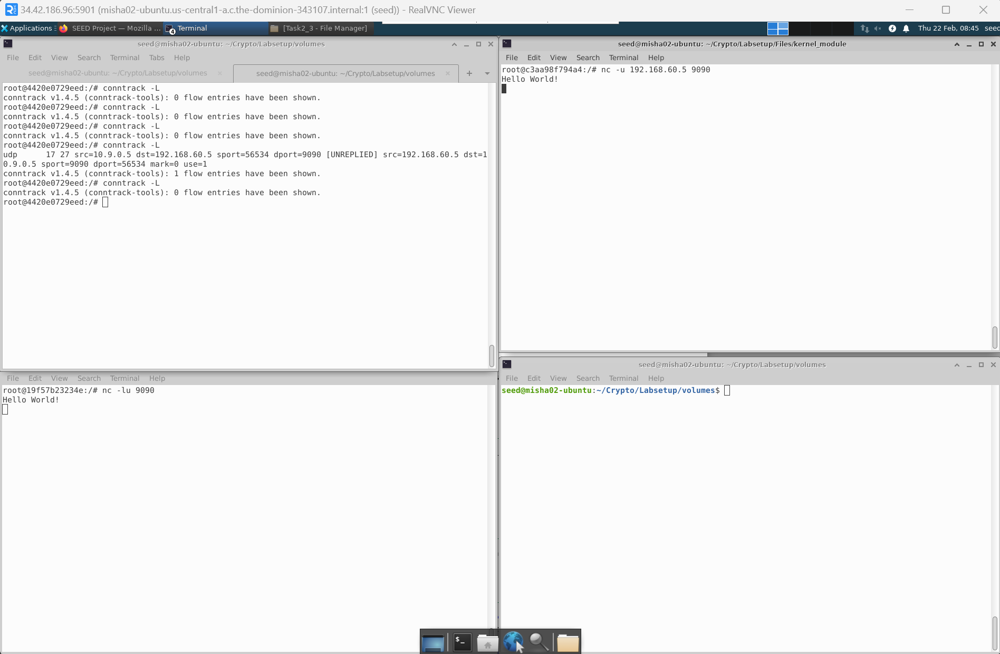 34.42.186.96:5901 (misha02-ubuntu.us-central1-a.c.the-dominion-343107.internal:1 (seed)) - RealVNC Viewer
Applications SEED Project — Mozilla ... Terminal [Task2_3 - File Manager] Thu 22 Feb, 08:45 seed
4
seed@misha02-ubuntu: ~/Crypto/Labsetup/volumes
File Edit View Search Terminal Tabs Help
seed@misha02-ubuntu: ~/Crypto/Labsetup/volumes × seed@misha02-ubuntu: ~/Crypto/Labsetup/volumes × +
root@4420e0729eed:/# conntrack -L
conntrack v1.4.5 (conntrack-tools): 0 flow entries have been shown.
root@4420e0729eed:/# conntrack -L
conntrack v1.4.5 (conntrack-tools): 0 flow entries have been shown.
root@4420e0729eed:/# conntrack -L
conntrack v1.4.5 (conntrack-tools): 0 flow entries have been shown.
root@4420e0729eed:/# conntrack -L
udp      17 27 src=10.9.0.5 dst=192.168.60.5 sport=56534 dport=9090 [UNREPLIED] src=192.168.60.5 dst=1
0.9.0.5 sport=9090 dport=56534 mark=0 use=1
conntrack v1.4.5 (conntrack-tools): 1 flow entries have been shown.
root@4420e0729eed:/# conntrack -L
conntrack v1.4.5 (conntrack-tools): 0 flow entries have been shown.
root@4420e0729eed:/#
seed@misha02-ubuntu: ~/Crypto/Labsetup/Files/kernel_module
File Edit View Search Terminal Help
root@c3aa98f794a4:/# nc -u 192.168.60.5 9090
Hello World!
File Edit View Search Terminal Help
root@19f57b23234e:/# nc -lu 9090
Hello World!
seed@misha02-ubuntu: ~/Crypto/Labsetup/volumes
File Edit View Search Terminal Help
seed@misha02-ubuntu:~/Crypto/Labsetup/volumes$
$_